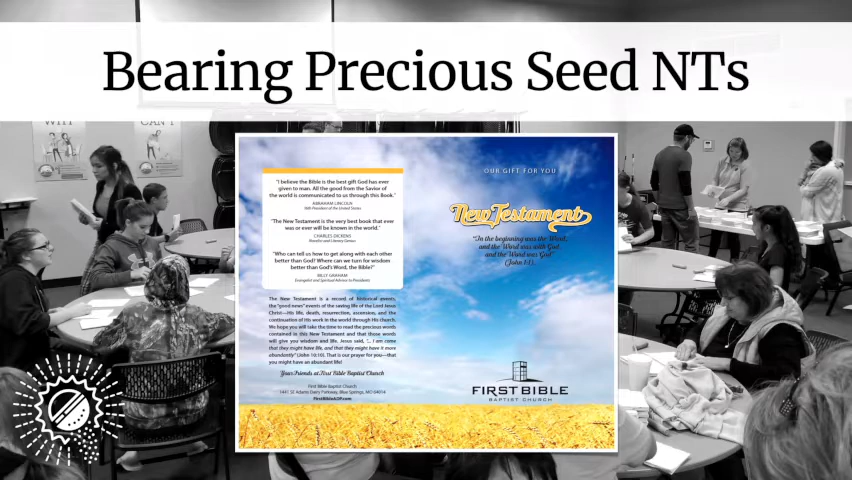 Bearing Precious Seed NTs
WHY
CAN'T
"I believe the Bible is the best gift God has ever
given to man. All the good from the Savior of
the world is communicated to us through this Book."
ABRAHAM LINCOLN
16th President of the United States
"The New Testament is the very best book that ever
was or ever will be known in the world."
CHARLES DICKENS
Novelist and Literary Genius
"Who can tell us how to get along with each other
better than God? Where can we turn for wisdom
better than God's Word, the Bible?"
BILLY GRAHAM
Evangelist and Spiritual Advisor to Presidents
The New Testament is a record of historical events,
the "good news" events of the saving life of the Lord Jesus
Christ—His life, death, resurrection, ascension, and the
continuation of His work in the world through His church.
We hope you will take the time to read the precious words
contained in this New Testament and that those words
will give you wisdom and life. Jesus said, "... I am come
that they might have life, and that they might have it more
abundantly" (John 10:10). That is our prayer for you—that
you might have an abundant life!
Your Friends at First Bible Baptist Church
First Bible Baptist Church
1441 SE Adams Dairy Parkway, Blue Springs, MO 64014
OUR GIFT FOR YOU
New Testament
"In the beginning was the Word,
and the Word was with God,
and the Word was God"
(John 1:1).
FIRST BIBLE
BAPTIST CHURCH